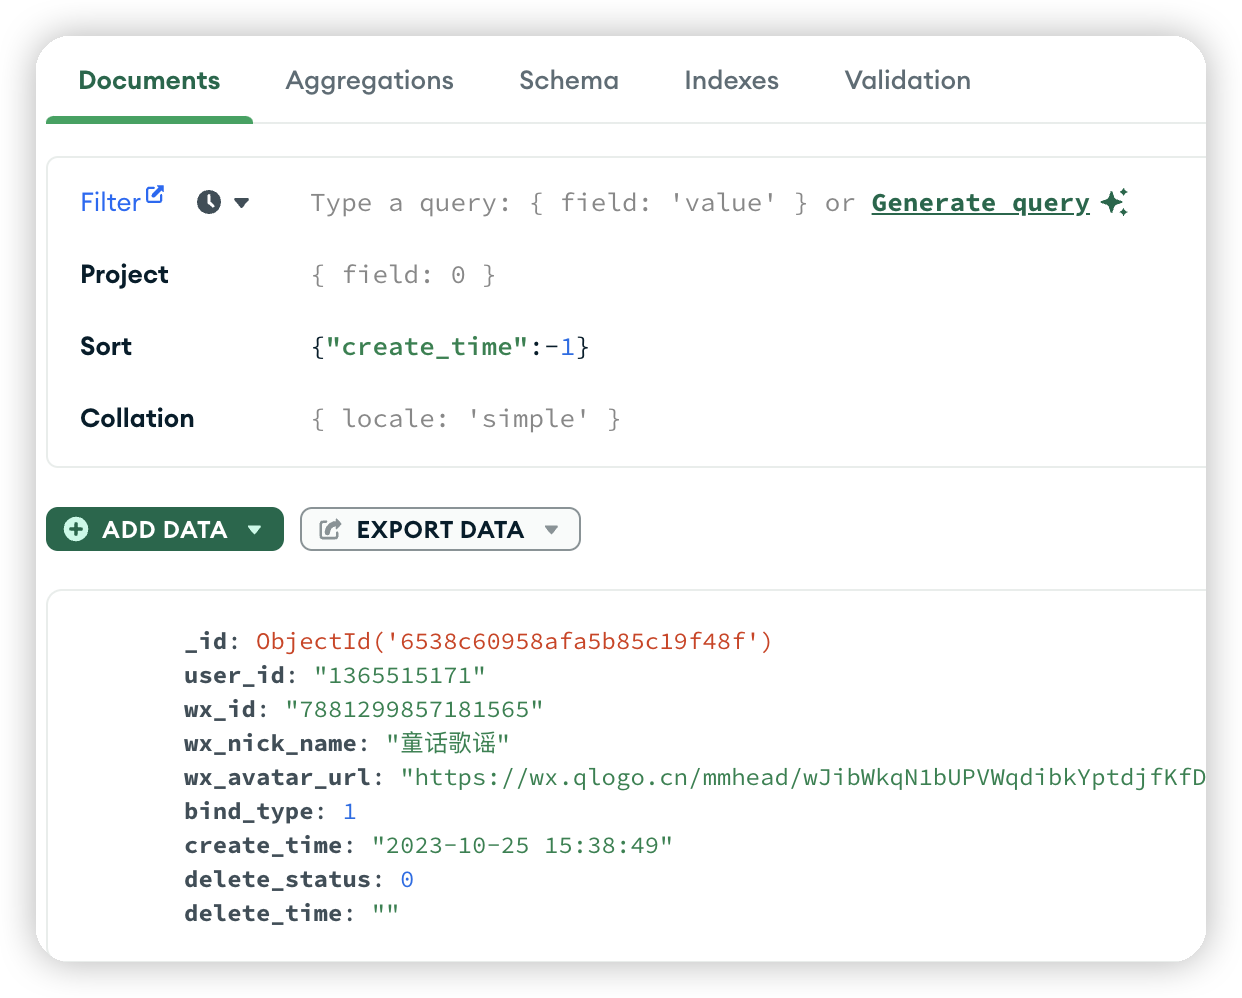 Documents Aggregations Schema Indexes Validation
Filter Type a query: { field: 'value' } or Generate query
Project { field: 0 }
Sort {"create_time":-1}
Collation { locale: 'simple' }
ADD DATA EXPORT DATA
_id: ObjectId('6538c60958afa5b85c19f48f')
user_id: "1365515171"
wx_id: "7881299857181565"
wx_nick_name: "童话歌谣"
wx_avatar_url: "https://wx.qlogo.cn/mmhead/wJibWkqN1bUPVWqdibkYptdjfKfD
bind_type: 1
create_time: "2023-10-25 15:38:49"
delete_status: 0
delete_time: ""